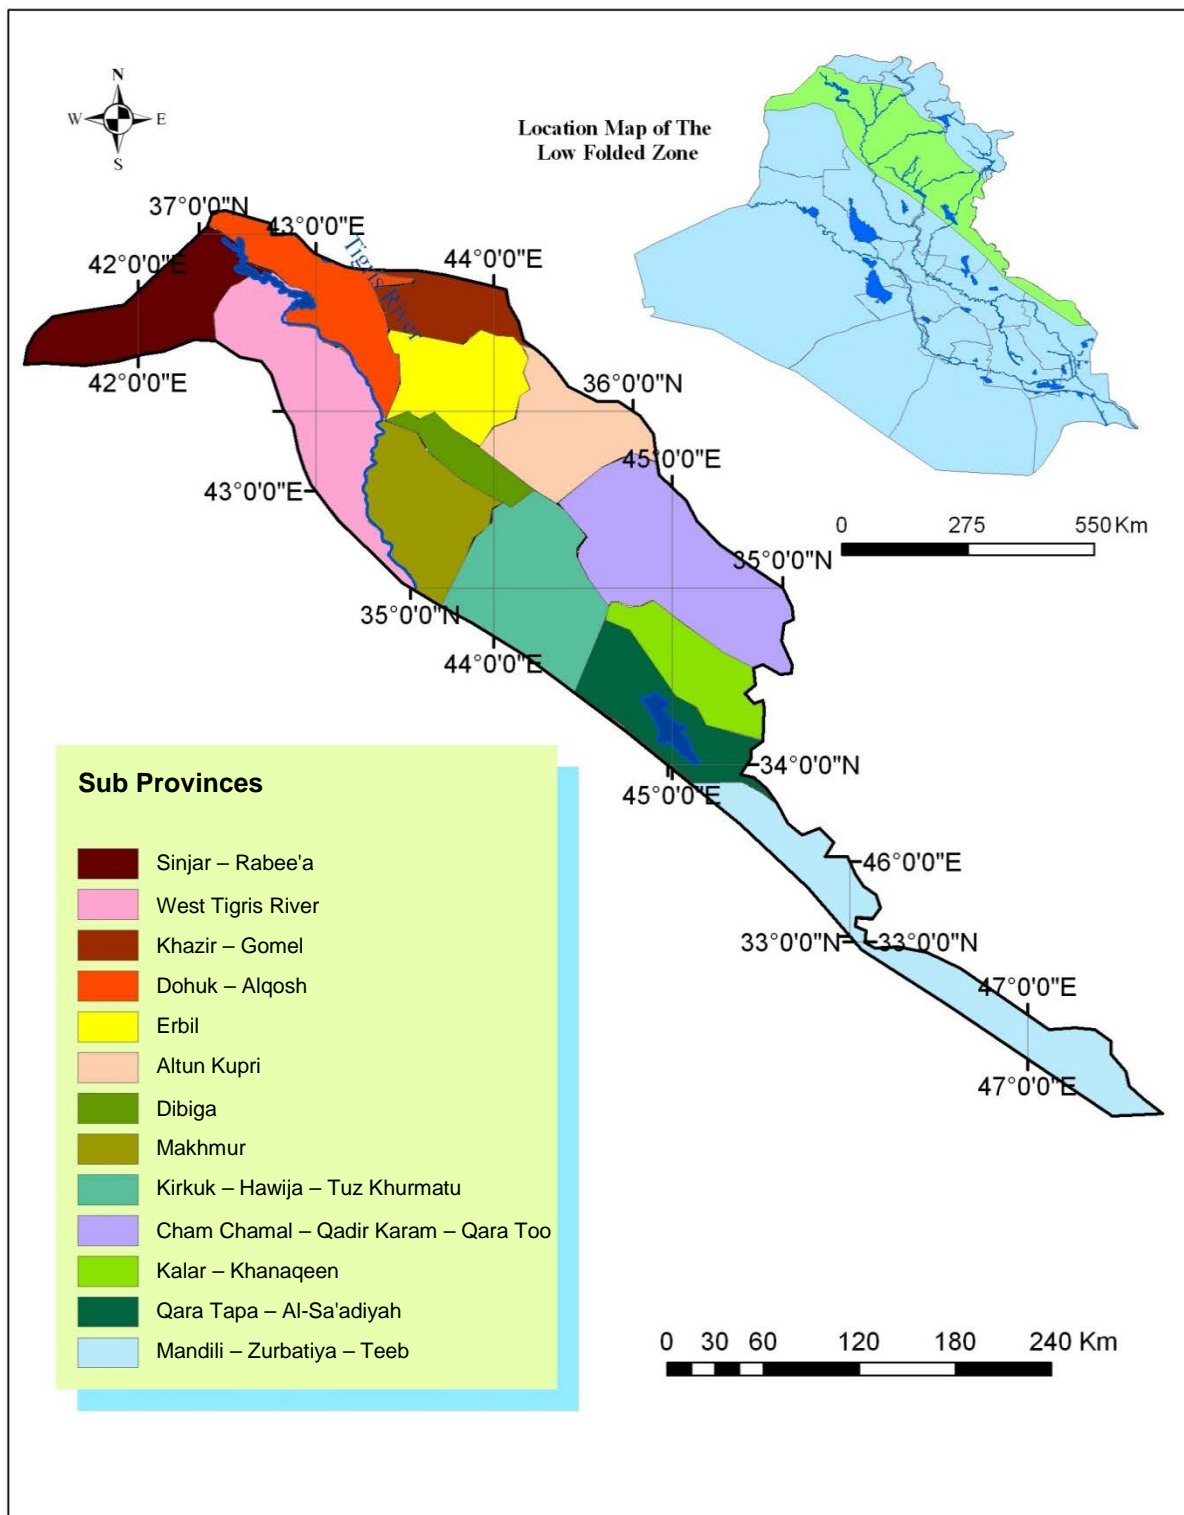 N
W E
S
Location Map of The
Low Folded Zone
37°0'0"N
43°0'0"E
42°0'0"E
Tigris River
44°0'0"E
42°0'0"E
36°0'0"N
45°0'0"E
43°0'0"E
0 275 550 Km
35°0'0"N
35°0'0"N
44°0'0"E
34°0'0"N
45°0'0"E
46°0'0"E
33°0'0"N
33°0'0"N
47°0'0"E
47°0'0"E
Sub Provinces
Sinjar – Rabee'a
West Tigris River
Khazir – Gomel
Dohuk – Alqosh
Erbil
Altun Kupri
Dibiga
Makhmur
Kirkuk – Hawija – Tuz Khurmatu
Cham Chamal – Qadir Karam – Qara Too
Kalar – Khanaqeen
Qara Tapa – Al-Sa'adiyah
Mandili – Zurbatiya – Teeb
0 30 60 120 180 240 Km